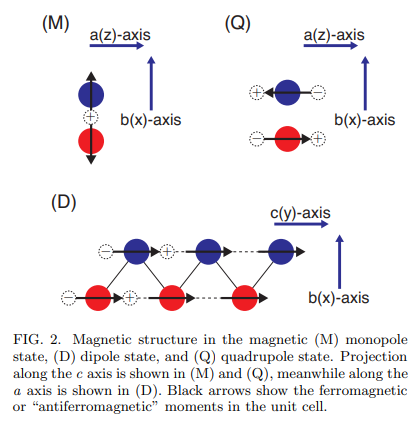 (M)
a(z)-axis
b(x)-axis
+
(Q)
a(z)-axis
b(x)-axis
+ −
− +
(D)
c(y)-axis
b(x)-axis
− +
− +
FIG. 2. Magnetic structure in the magnetic (M) monopole
state, (D) dipole state, and (Q) quadrupole state. Projection
along the c axis is shown in (M) and (Q), meanwhile along the
a axis is shown in (D). Black arrows show the ferromagnetic
or “antiferromagnetic” moments in the unit cell.